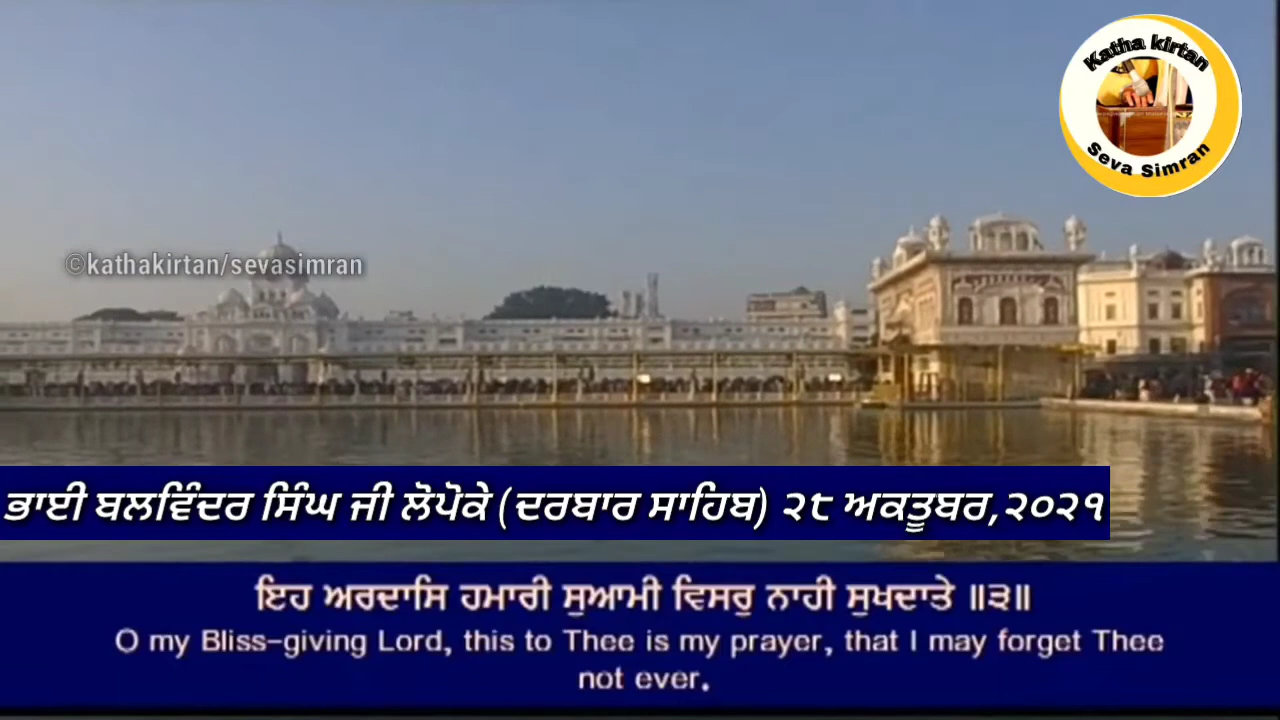 Katha kirtan
Seva Simran
©kathakirtan/sevasimran
ਭਾਈ ਬਲਵਿੰਦਰ ਸਿੰਘ ਜੀ ਲੋਪੋਕੇ (ਦਰਬਾਰ ਸਾਹਿਬ) ੨੮ ਅਕਤੂਬਰ,੨੦੨੧
ਇਹ ਅਰਦਾਸਿ ਹਮਾਰੀ ਸੁਆਮੀ ਵਿਸਰੁ ਨਾਹੀ ਸੁਖਦਾਤੇ ॥੩॥
O my Bliss-giving Lord, this to Thee is my prayer, that I may forget Thee
not ever.